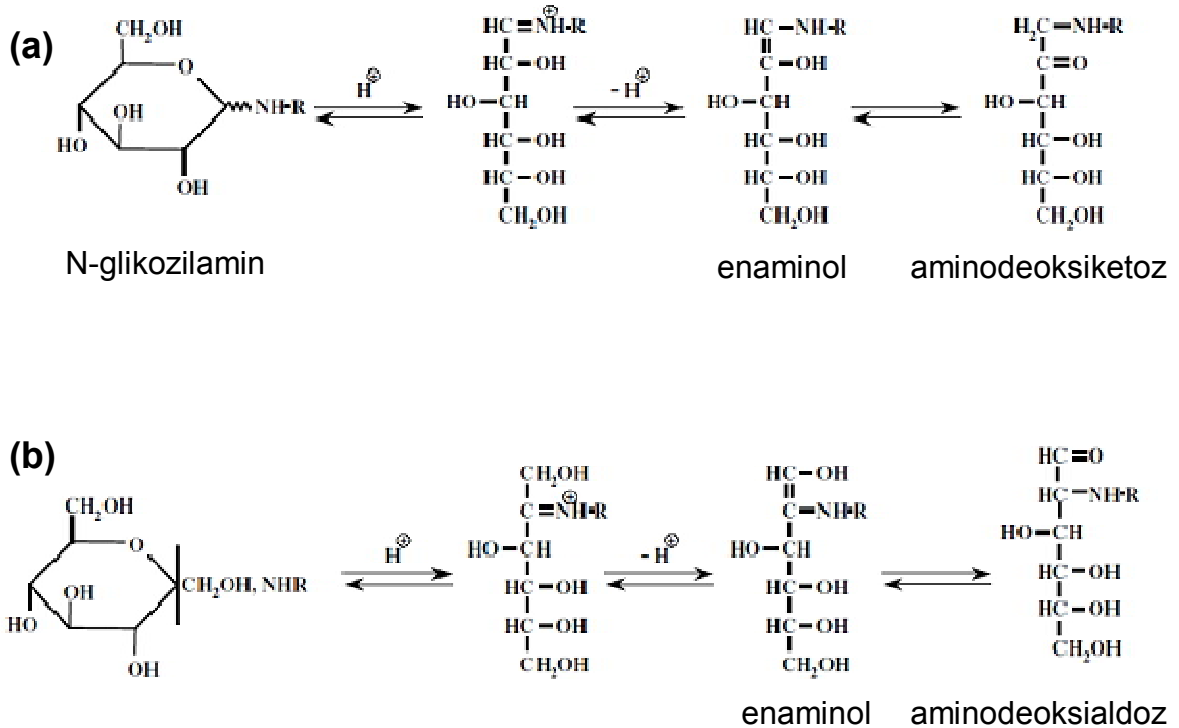 (a)
CH₂OH
O
OH
HO
OH
NH-R
H⊕
HC=NH-R
⊕
HC-OH
HO-CH
HC-OH
HC-OH
CH₂OH
- H⊕
HC-NH-R
C-OH
HO-CH
HC-OH
HC-OH
CH₂OH
H₂C-NH-R
C=O
HO-CH
HC-OH
HC-OH
CH₂OH
N-glikozilamin
enaminol
aminodeoksiketoz
(b)
CH₂OH
O
OH
HO
OH
CH₂OH, NHR
H⊕
CH₂OH
⊕
C=NH-R
HO-CH
HC-OH
HC-OH
CH₂OH
- H⊕
HC-OH
C-NH-R
HO-CH
HC-OH
HC-OH
CH₂OH
HC=O
HC-NH-R
HO-CH
HC-OH
HC-OH
CH₂OH
enaminol
aminodeoksialdoz